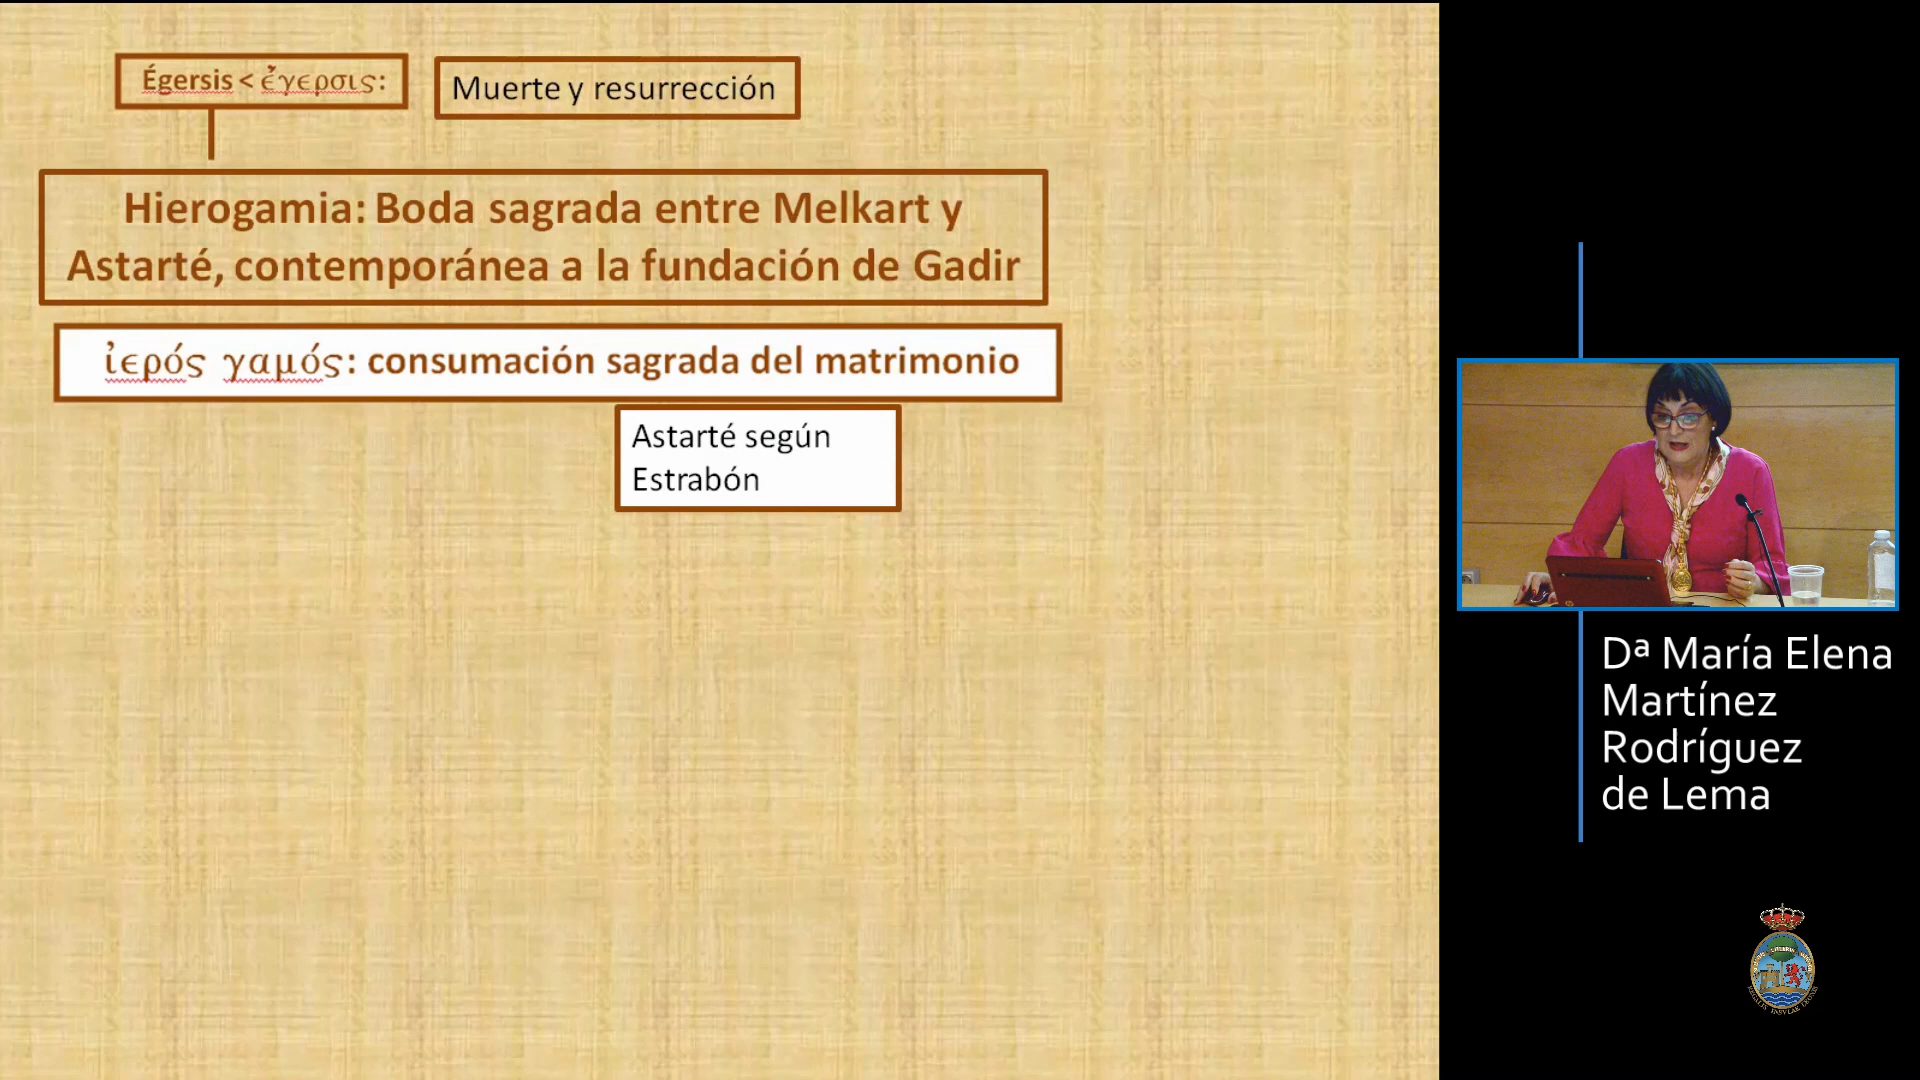 Égersis < ἔγερσις:
Muerte y resurrección
Hierogamia: Boda sagrada entre Melkart y
Astarté, contemporánea a la fundación de Gadir
ἱερός γαμός: consumación sagrada del matrimonio
Astarté según
Estrabón
Dª María Elena
Martínez
Rodríguez
de Lema